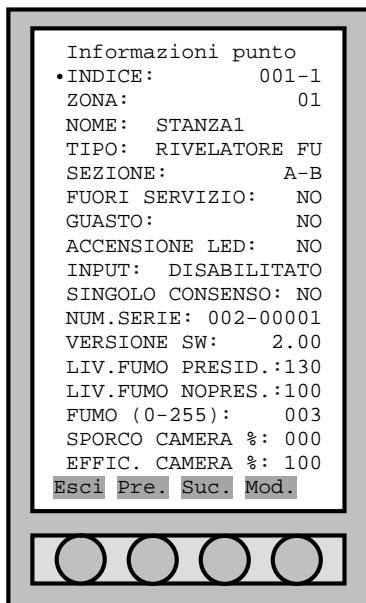 Informazioni punto
•INDICE: 001-1
ZONA: 01
NOME: STANZA1
TIPO: RIVELATORE FU
SEZIONE: A-B
FUORI SERVIZIO: NO
GUASTO: NO
ACCENSIONE LED: NO
INPUT: DISABILITATO
SINGOLO CONSENSO: NO
NUM.SERIE: 002-00001
VERSIONE SW: 2.00
LIV.FUMO PRESID.:130
LIV.FUMO NOPRES.:100
FUMO (0-255): 003
SPORCO CAMERA %: 000
EFFIC. CAMERA %: 100
Esci Pre. Suc. Mod.